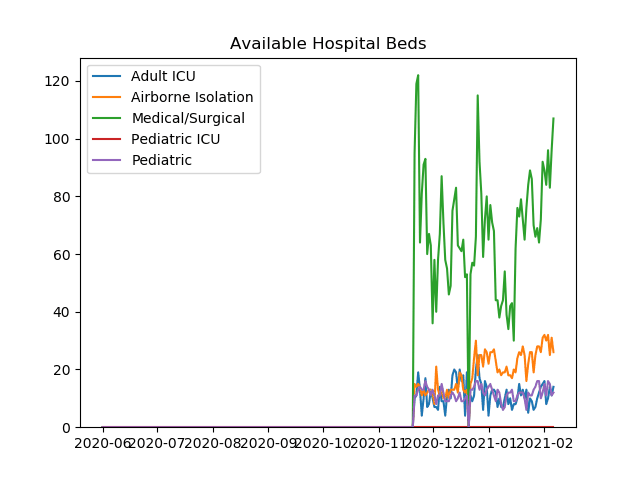 Available Hospital Beds
Adult ICU
Airborne Isolation
Medical/Surgical
Pediatric ICU
Pediatric
120
100
80
60
40
20
0
2020-06 2020-07 2020-08 2020-09 2020-10 2020-11 2020-12 2021-01 2021-02